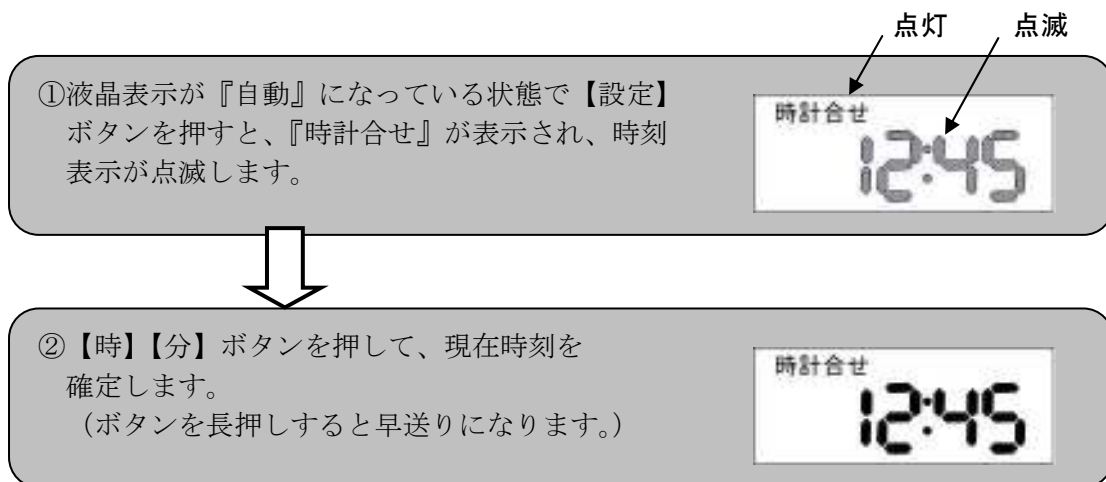 点灯 点滅
①液晶表示が『自動』になっている状態で【設定】
ボタンを押すと、『時計合せ』が表示され、時刻
表示が点滅します。
時計合せ
12:45
②【時】【分】ボタンを押して、現在時刻を
確定します。
（ボタンを長押しすると早送りになります。）
時計合せ
12:45